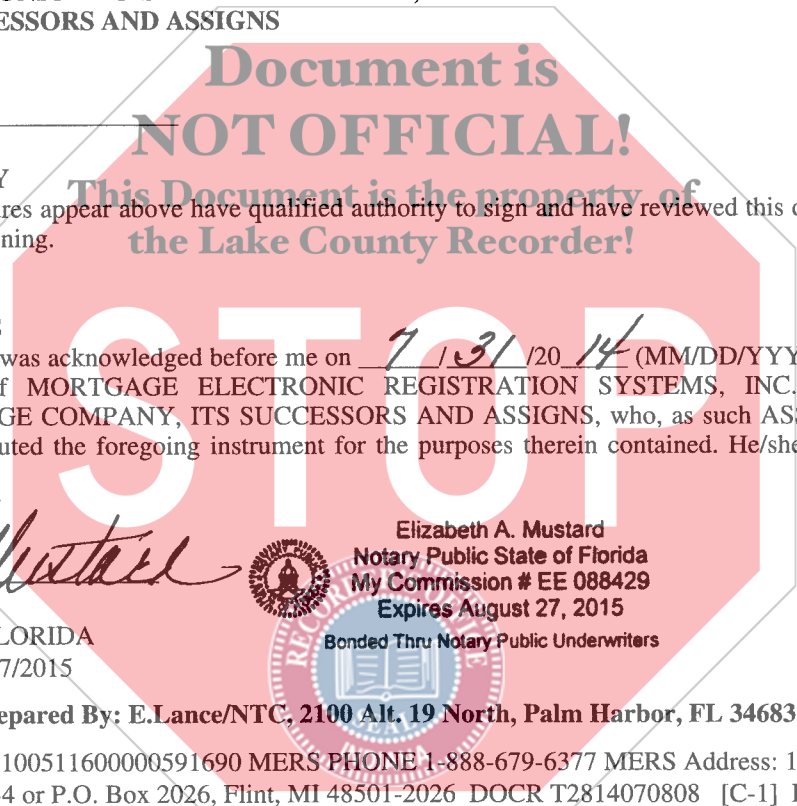 ESSORS AND ASSIGNS
Document is
NOT OFFICIAL!
This Document is the property of
the Lake County Recorder!
Y
res appear above have qualified authority to sign and have reviewed this
ning.
STOP
was acknowledged before me on 7 / 31 /20 14 (MM/DD/YYY
f MORTGAGE ELECTRONIC REGISTRATION SYSTEMS, INC.
GE COMPANY, ITS SUCCESSORS AND ASSIGNS, who, as such AS
uted the foregoing instrument for the purposes therein contained. He/she
Mustard
Elizabeth A. Mustard
Notary Public State of Florida
My Commission # EE 088429
Expires August 27, 2015
Bonded Thru Notary Public Underwriters
LORIDA
7/2015
RECORDER'S OFFICE
SEAL
epared By: E.Lance/NTC, 2100 Alt. 19 North, Palm Harbor, FL 34683
100511600000591690 MERS PHONE 1-888-679-6377 MERS Address: 1
4 or P.O. Box 2026, Flint, MI 48501-2026 DOCR T2814070808 [C-1]